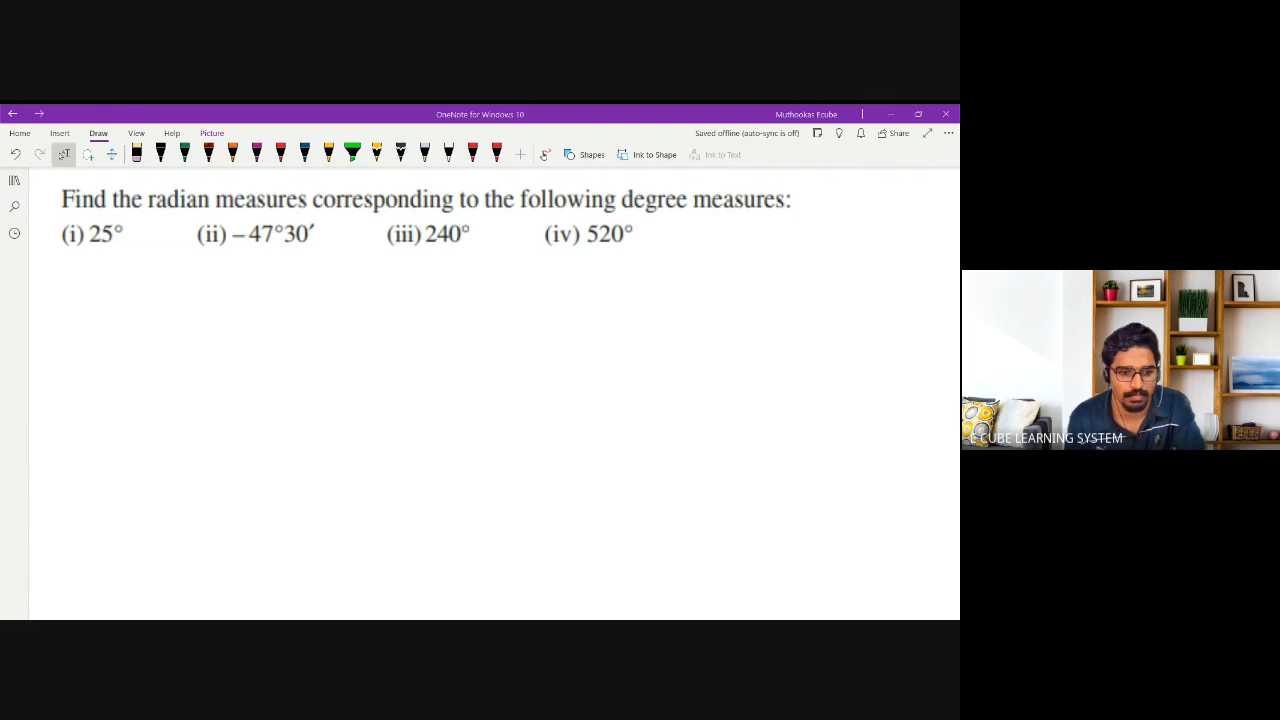 OneNote for Windows 10
Muthookas Ecube
Home Insert Draw View Help Picture
Saved offline (auto-sync is off) Share
Shapes Ink to Shape Ink to Text
Find the radian measures corresponding to the following degree measures:
(i) 25° (ii) – 47°30′ (iii) 240° (iv) 520°
E CUBE LEARNING SYSTEM